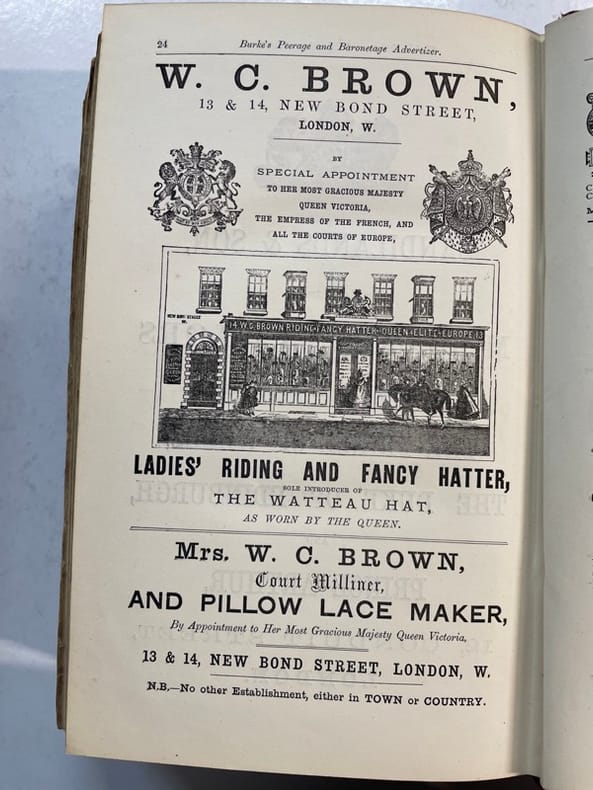 24
Burke's Peerage and Baronetage Advertizer.
W. C. BROWN,
13 & 14, NEW BOND STREET,
LONDON, W.
BY
SPECIAL APPOINTMENT
TO HER MOST GRACIOUS MAJESTY
QUEEN VICTORIA,
THE EMPRESS OF THE FRENCH, AND
ALL THE COURTS OF EUROPE,
NEW BOND STREET
14 W.C. BROWN RIDING & FANCY HATTER QUEEN ELITE EUROPE 13
LADIES' RIDING AND FANCY HATTER,
SOLE INTRODUCER OF
THE WATTEAU HAT,
AS WORN BY THE QUEEN.
Mrs. W. C. BROWN,
Court Milliner,
AND PILLOW LACE MAKER,
By Appointment to Her Most Gracious Majesty Queen Victoria,
13 & 14, NEW BOND STREET, LONDON, W.
N.B.—No other Establishment, either in TOWN or COUNTRY.